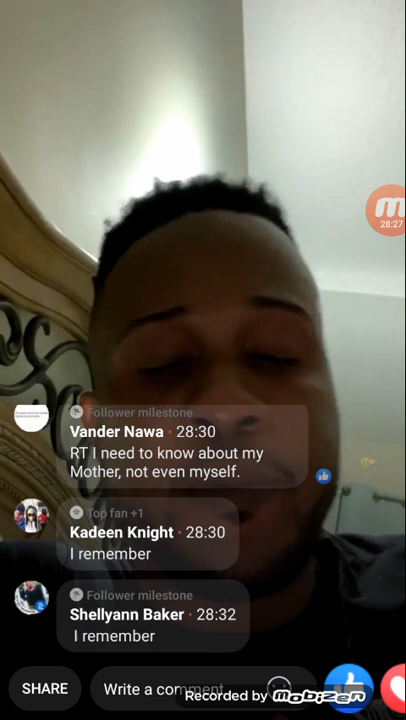 28:27
Follower milestone
Vander Nawa • 28:30
RT I need to know about my
Mother, not even myself.
Top fan +1
Kadeen Knight • 28:30
I remember
Follower milestone
Shellyann Baker • 28:32
I remember
SHARE
Write a comment
Recorded by mobizen